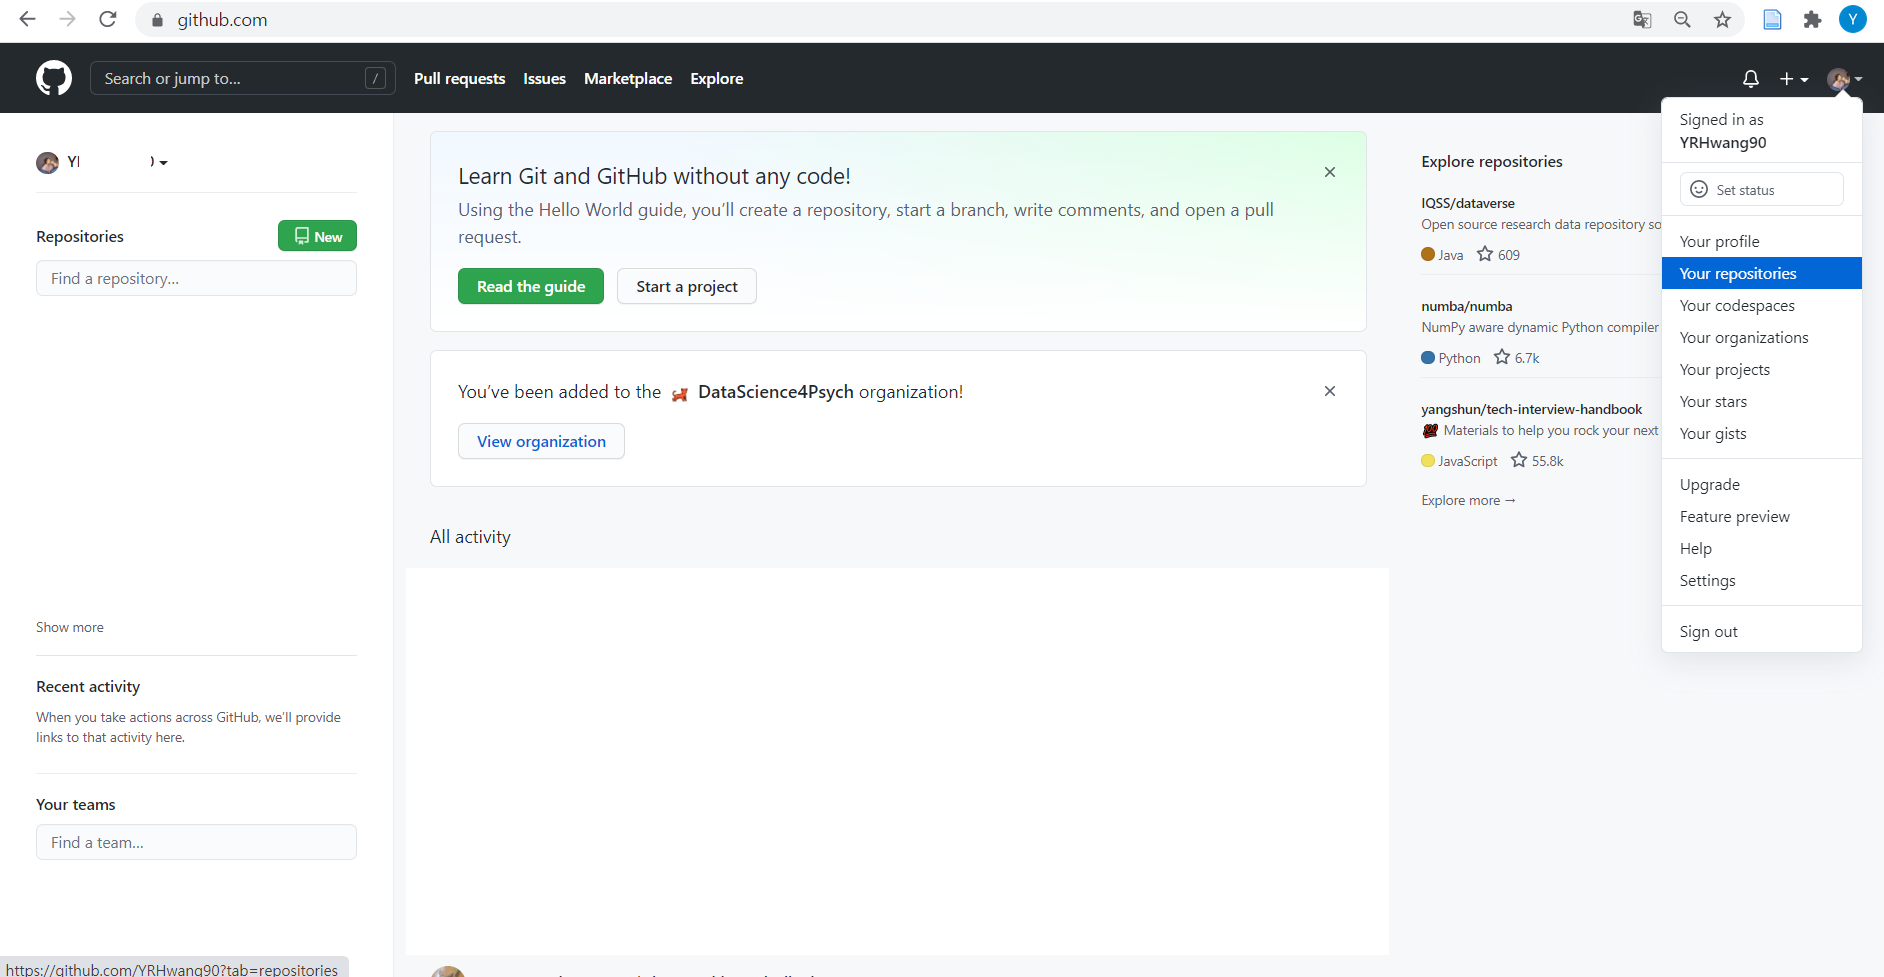 github.com
Y
Search or jump to...
/
Pull requests
Issues
Marketplace
Explore
Repositories
New
Find a repository...
Show more
Recent activity
When you take actions across GitHub, we'll provide
links to that activity here.
Your teams
Find a team...
Learn Git and GitHub without any code!
Using the Hello World guide, you'll create a repository, start a branch, write comments, and open a pull
request.
Read the guide
Start a project
You've been added to the DataScience4Psych organization!
View organization
All activity
Explore repositories
IQSS/dataverse
Open source research data repository so
Java 609
numba/numba
NumPy aware dynamic Python compiler
Python 6.7k
yangshun/tech-interview-handbook
💯 Materials to help you rock your next
JavaScript 55.8k
Explore more →
Signed in as
YRHwang90
Set status
Your profile
Your repositories
Your codespaces
Your organizations
Your projects
Your stars
Your gists
Upgrade
Feature preview
Help
Settings
Sign out
https://github.com/YRHwang90?tab=repositories